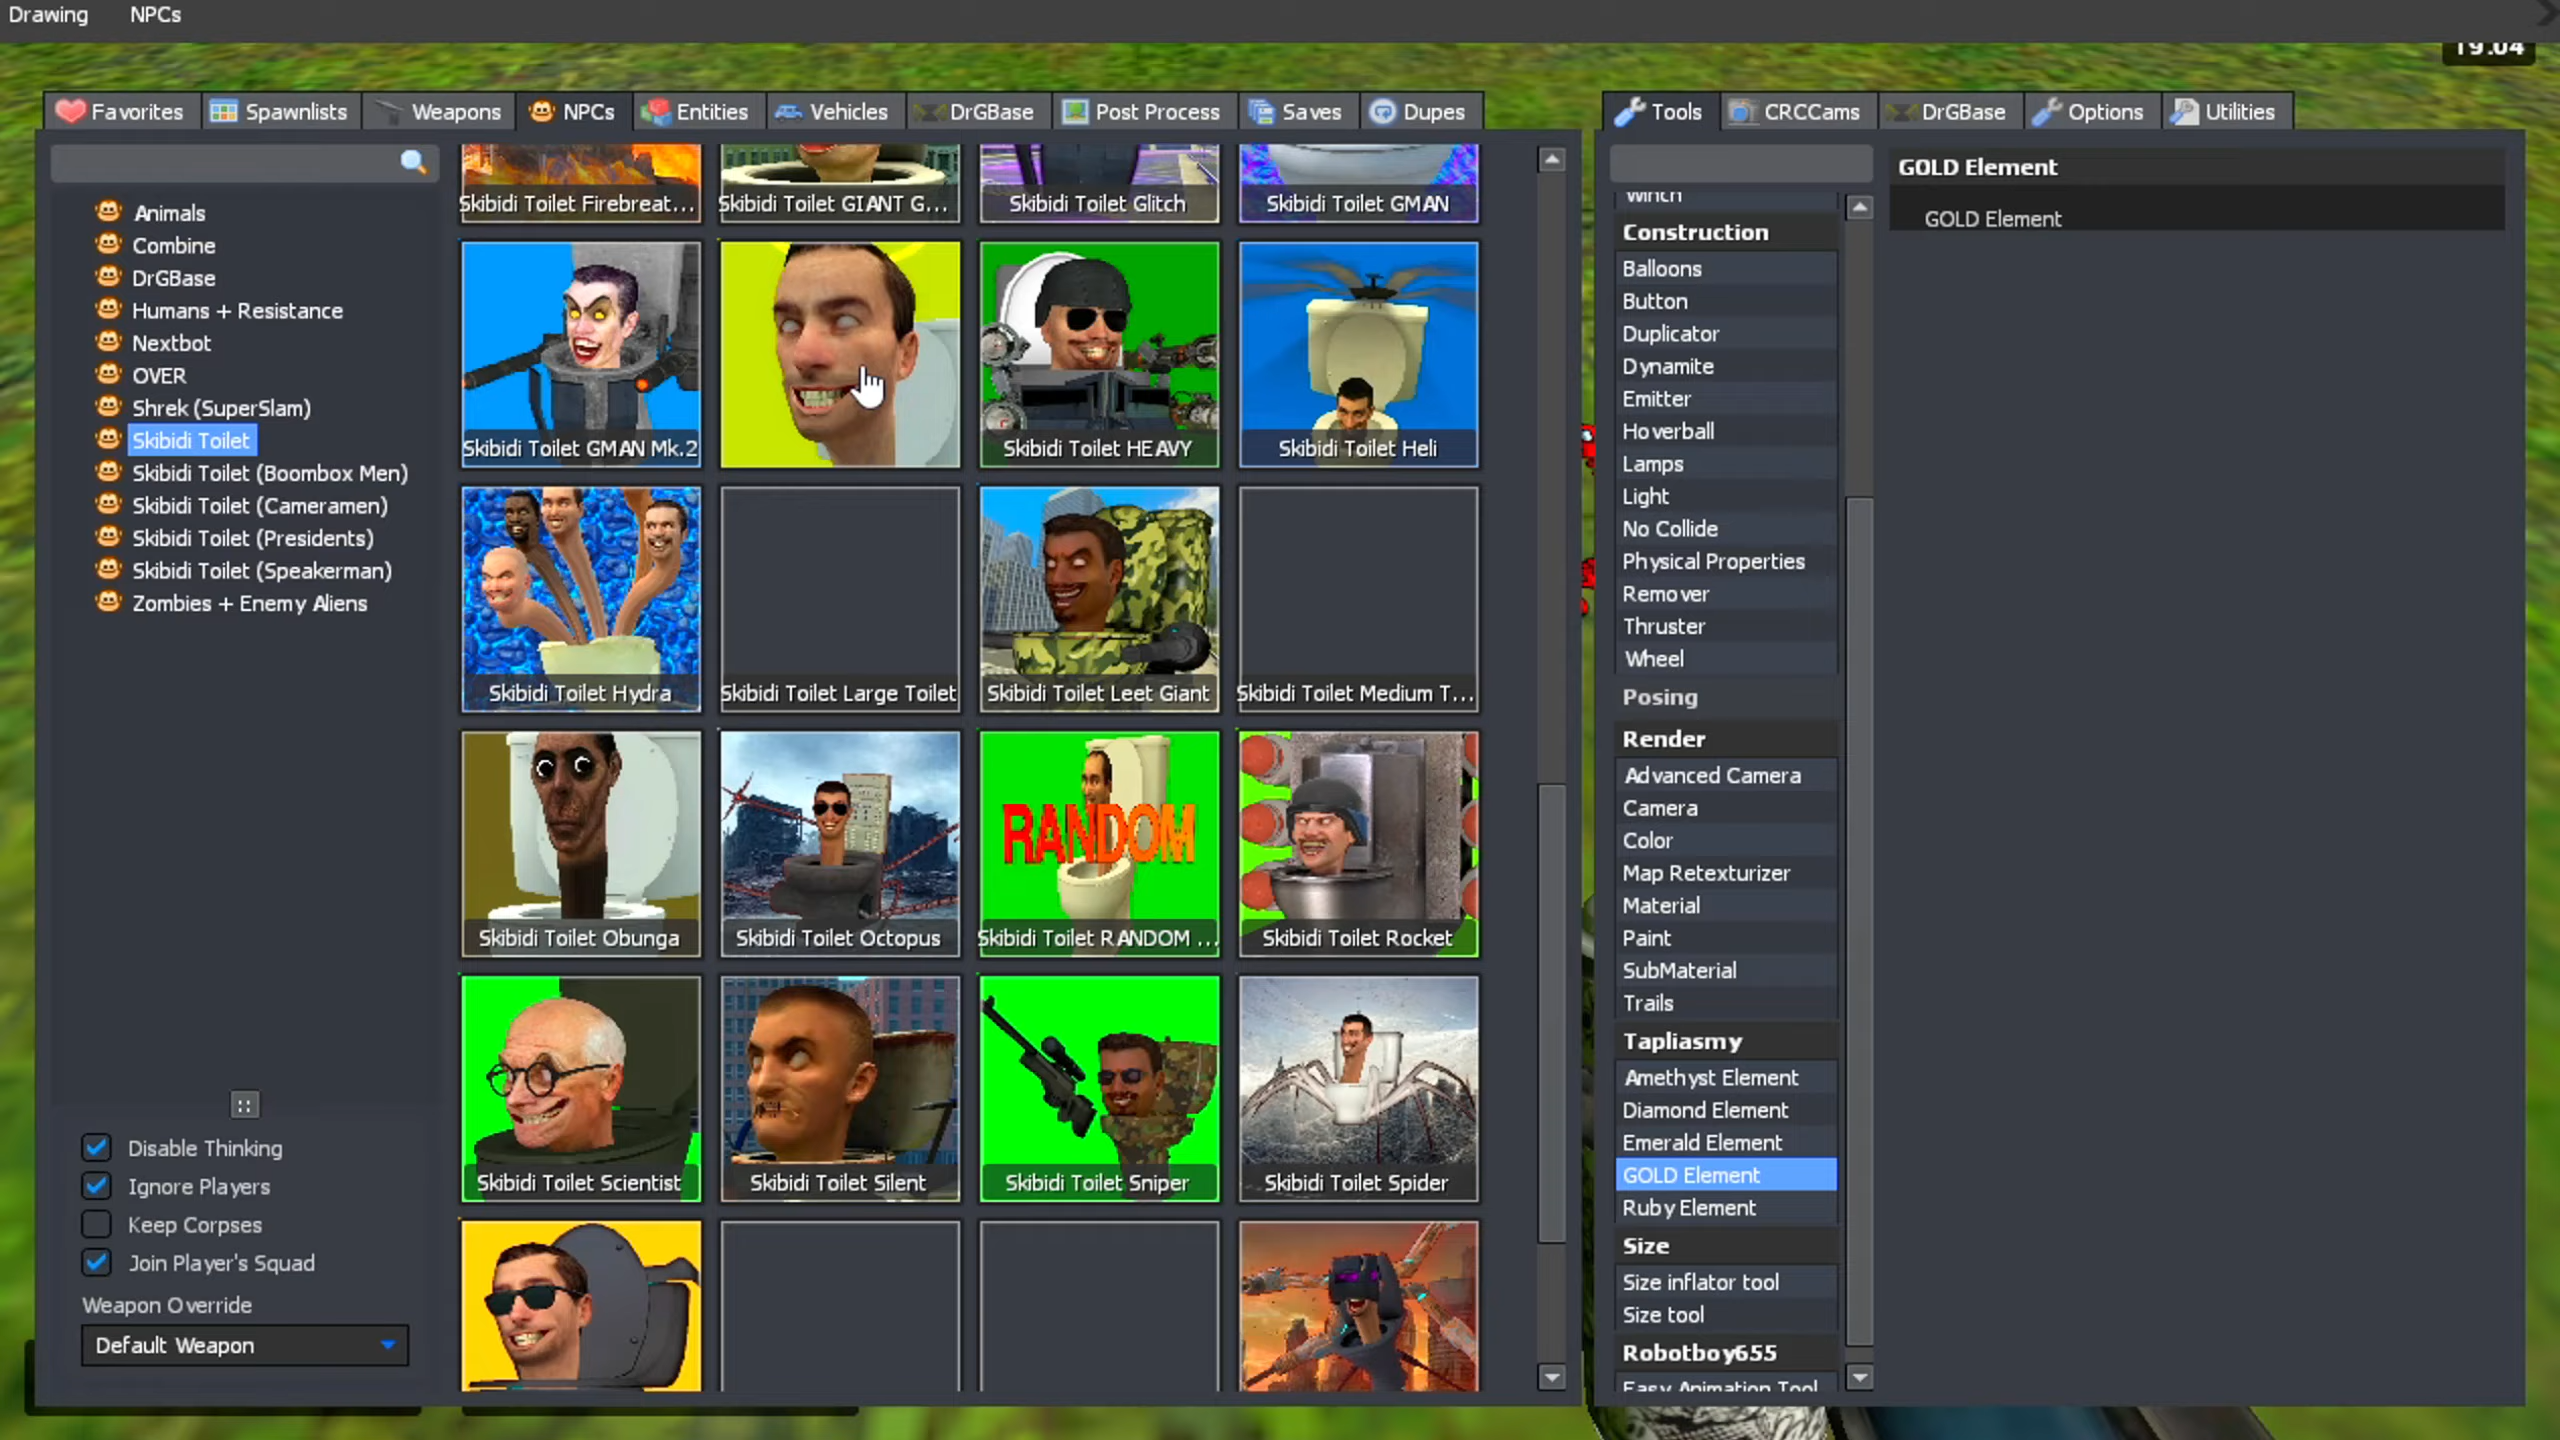 Drawing NPCs
19:04
Favorites Spawnlists Weapons NPCs Entities Vehicles DrGBase Post Process Saves Dupes
Animals
Combine
DrGBase
Humans + Resistance
Nextbot
OVER
Shrek (SuperSlam)
Skibidi Toilet
Skibidi Toilet (Boombox Men)
Skibidi Toilet (Cameramen)
Skibidi Toilet (Presidents)
Skibidi Toilet (Speakerman)
Zombies + Enemy Aliens
Disable Thinking
Ignore Players
Keep Corpses
Join Player's Squad
Weapon Override
Default Weapon
Skibidi Toilet Firebreat... Skibidi Toilet GIANT G... Skibidi Toilet Glitch Skibidi Toilet GMAN
Skibidi Toilet GMAN Mk.2 Skibidi Toilet HEAVY Skibidi Toilet Heli
Skibidi Toilet Hydra Skibidi Toilet Large Toilet Skibidi Toilet Leet Giant Skibidi Toilet Medium T...
RANDOM
Skibidi Toilet Obunga Skibidi Toilet Octopus Skibidi Toilet RANDOM ... Skibidi Toilet Rocket
Skibidi Toilet Scientist Skibidi Toilet Silent Skibidi Toilet Sniper Skibidi Toilet Spider
Tools CRCCams DrGBase Options Utilities
Winch
Construction
Balloons
Button
Duplicator
Dynamite
Emitter
Hoverball
Lamps
Light
No Collide
Physical Properties
Remover
Thruster
Wheel
Posing
Render
Advanced Camera
Camera
Color
Map Retexturizer
Material
Paint
SubMaterial
Trails
Tapliasmy
Amethyst Element
Diamond Element
Emerald Element
GOLD Element
Ruby Element
Size
Size inflator tool
Size tool
Robotboy655
Easy Animation Tool
GOLD Element
GOLD Element